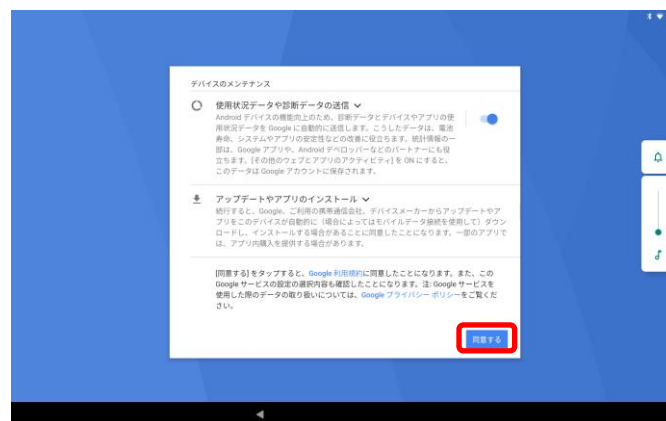 デバイスのメンテナンス
使用状況データや診断データの送信
Android デバイスの機能向上のため、診断データとデバイスやアプリの使
用状況データを Google に自動的に送信します。こうしたデータは、電池
寿命、システムやアプリの安定性などの改善に役立ちます。統計情報の一
部は、Google アプリや、Android デベロッパーなどのパートナーにも役
立ちます。[その他のウェブとアプリのアクティビティ] を ON にすると、
このデータは Google アカウントに保存されます。
アップデートやアプリのインストール
続行すると、Google、ご利用の携帯通信会社、デバイスメーカーからアップデートやア
プリをこのデバイスが自動的に（場合によってはモバイルデータ接続を使用して）ダウン
ロードし、インストールする場合があることに同意したことになります。一部のアプリで
は、アプリ内購入を提供する場合があります。
[同意する] をタップすると、Google 利用規約に同意したことになります。また、この
Google サービスの設定の選択内容も確認したことになります。注: Google サービスを
使用した際のデータの取り扱いについては、Google プライバシー ポリシーをご覧くだ
さい。
同意する